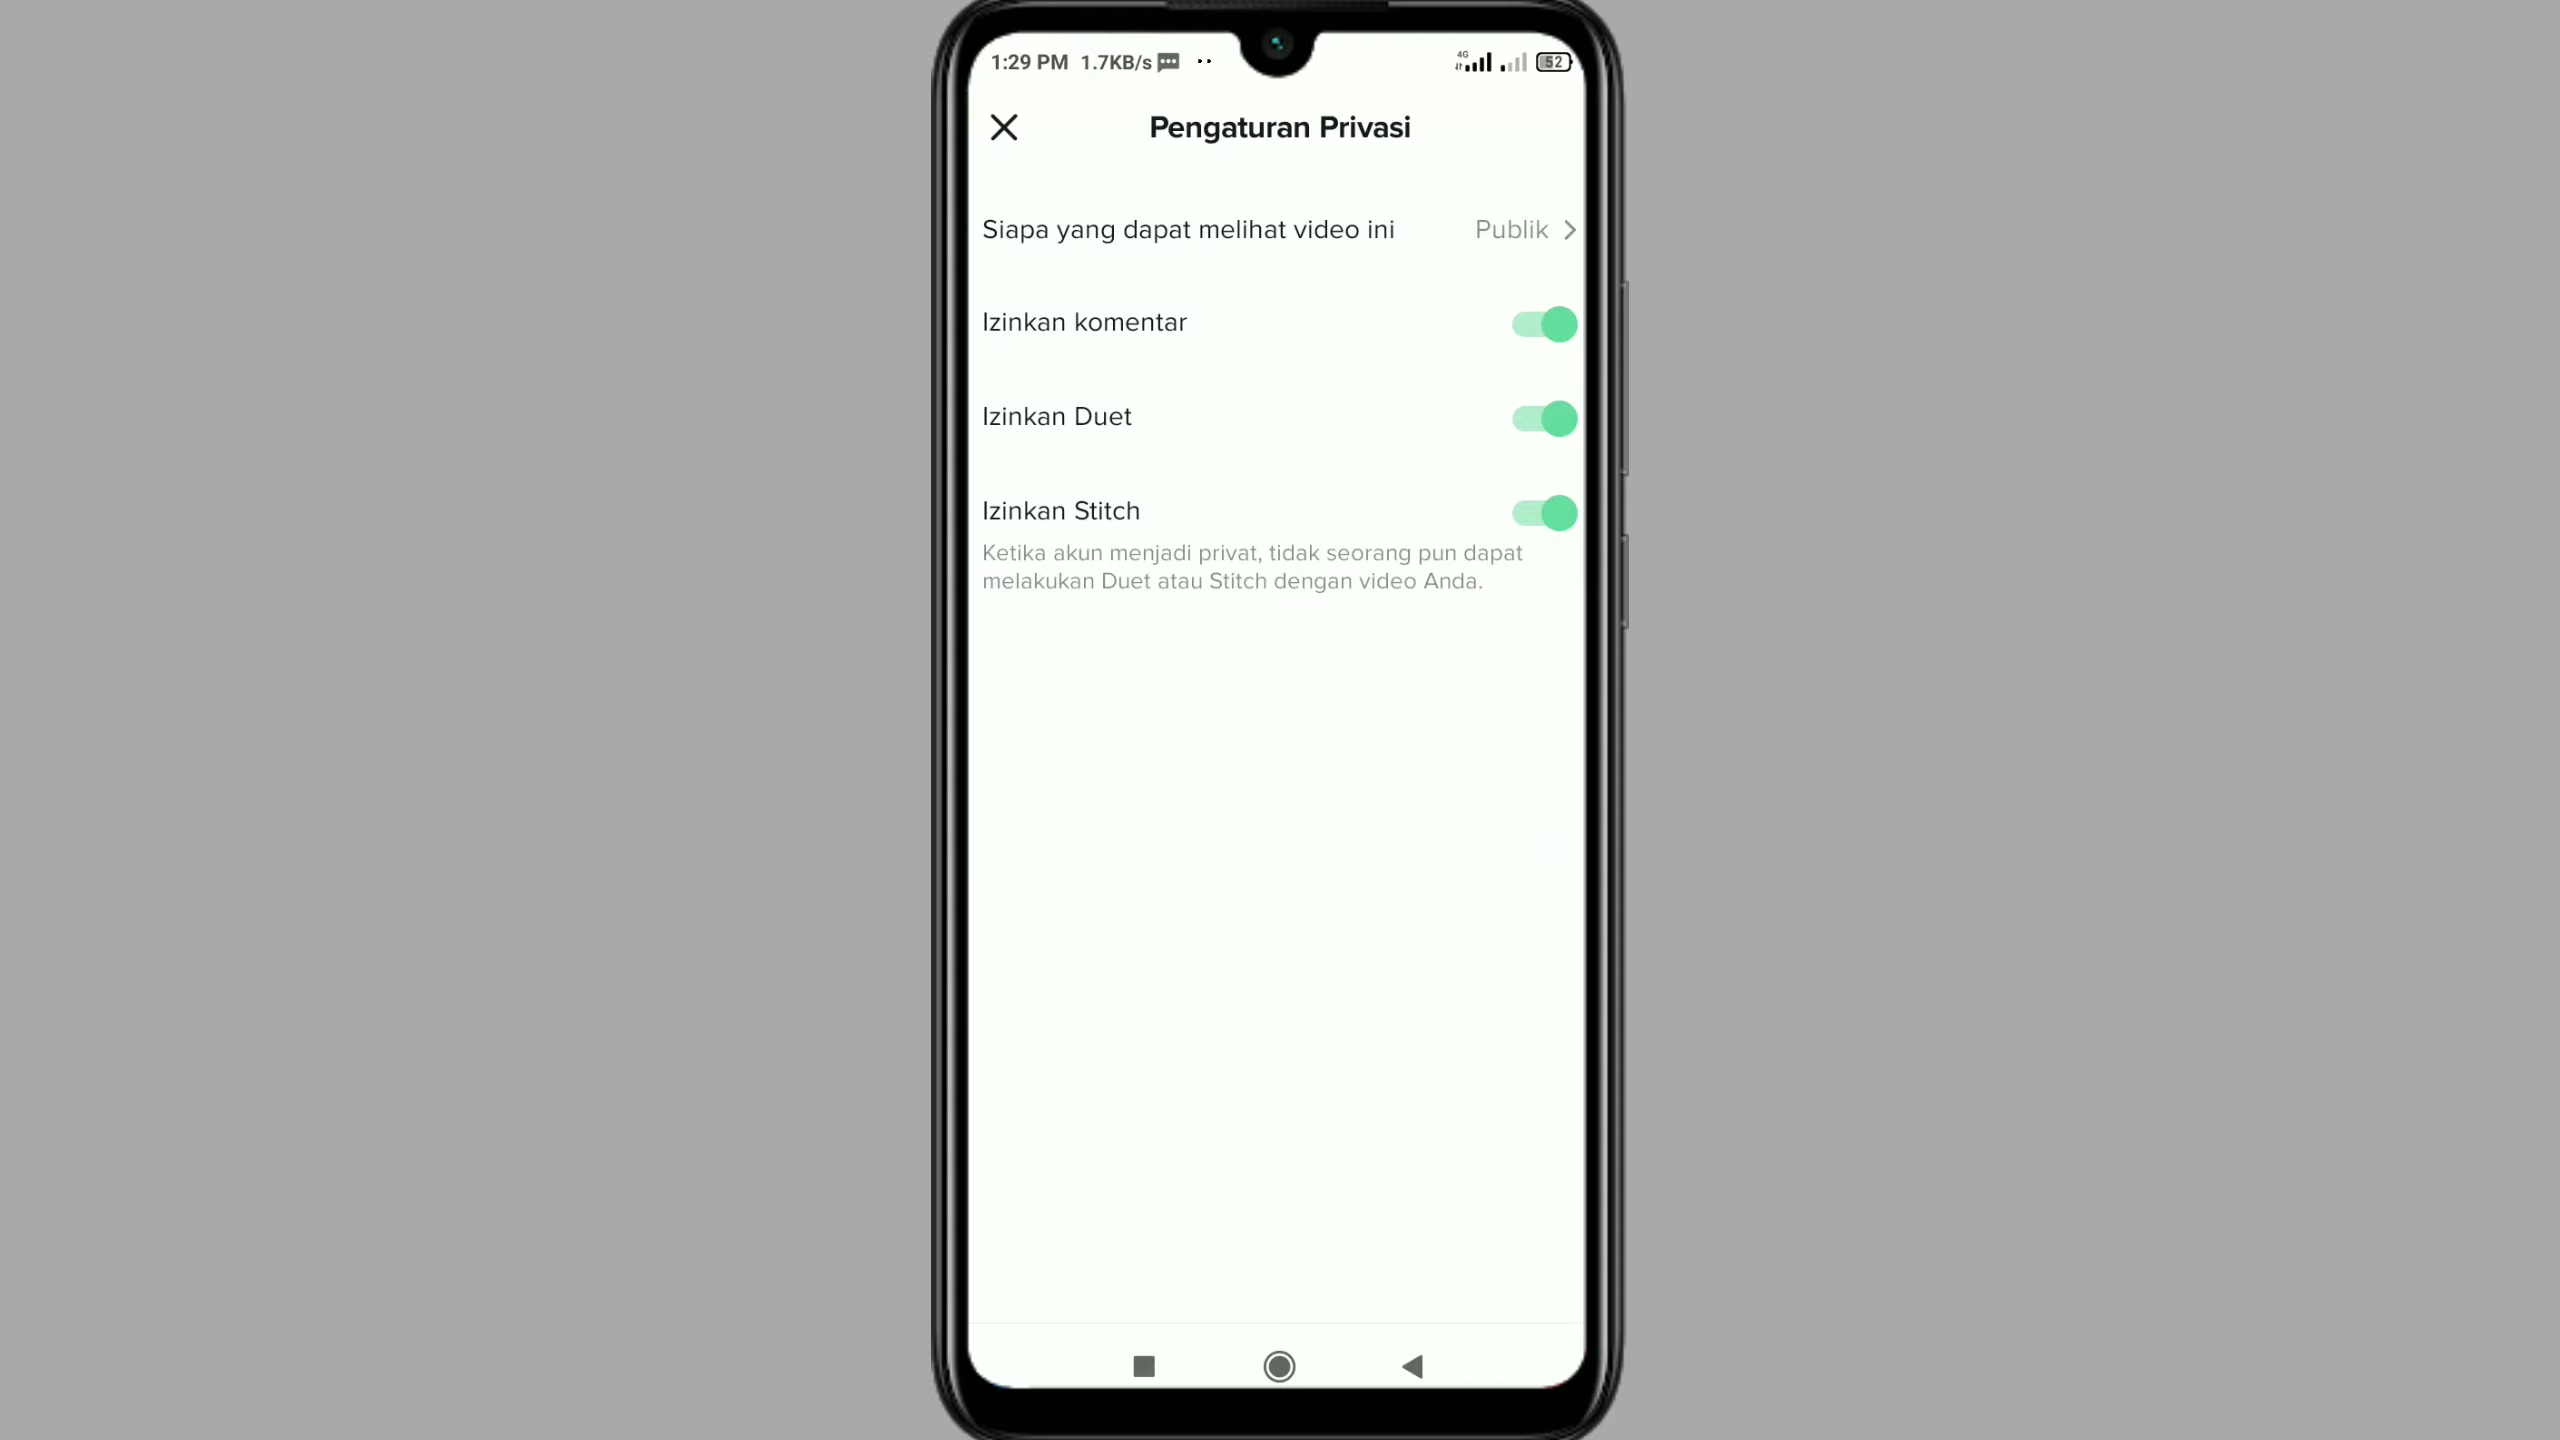 1:29 PM 1.7KB/s 4G 52
Pengaturan Privasi
Siapa yang dapat melihat video ini Publik
Izinkan komentar
Izinkan Duet
Izinkan Stitch
Ketika akun menjadi privat, tidak seorang pun dapat
melakukan Duet atau Stitch dengan video Anda.